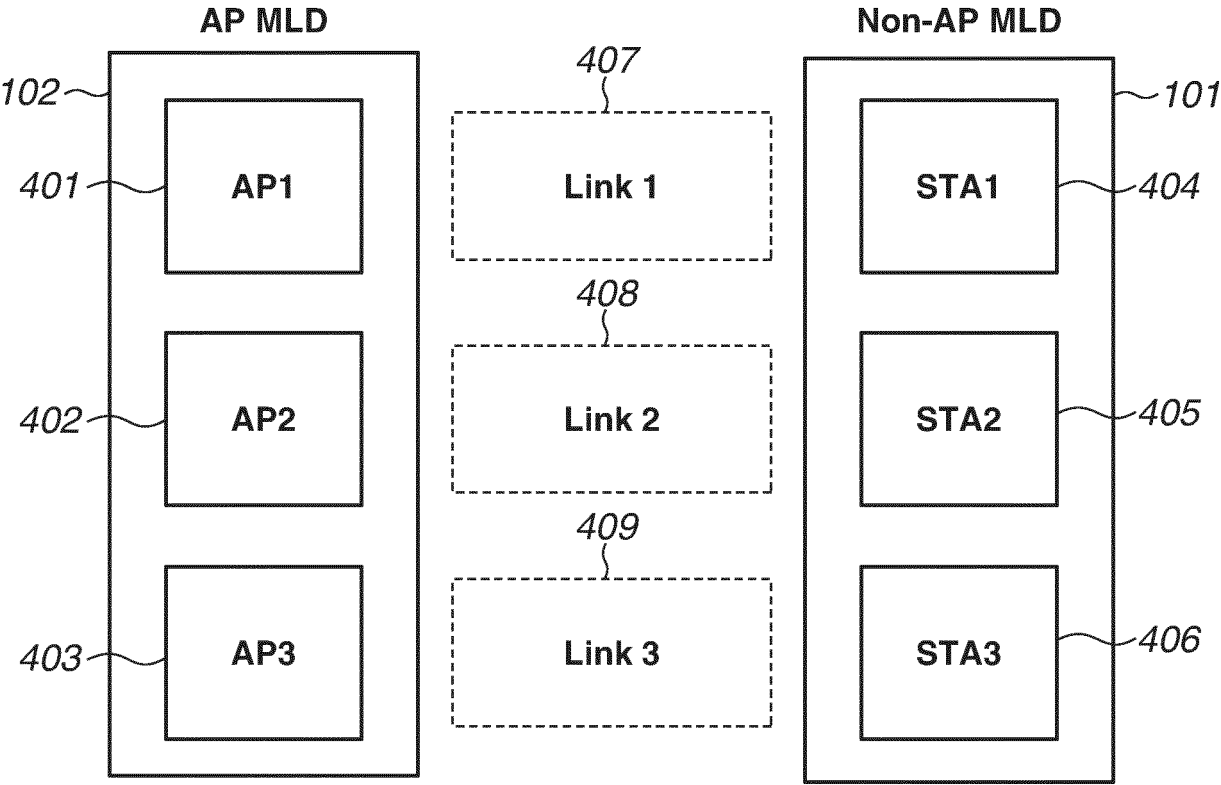 AP MLD
Non-AP MLD
407
102
101
401
AP1
Link 1
STA1
404
408
402
AP2
Link 2
STA2
405
409
403
AP3
Link 3
STA3
406